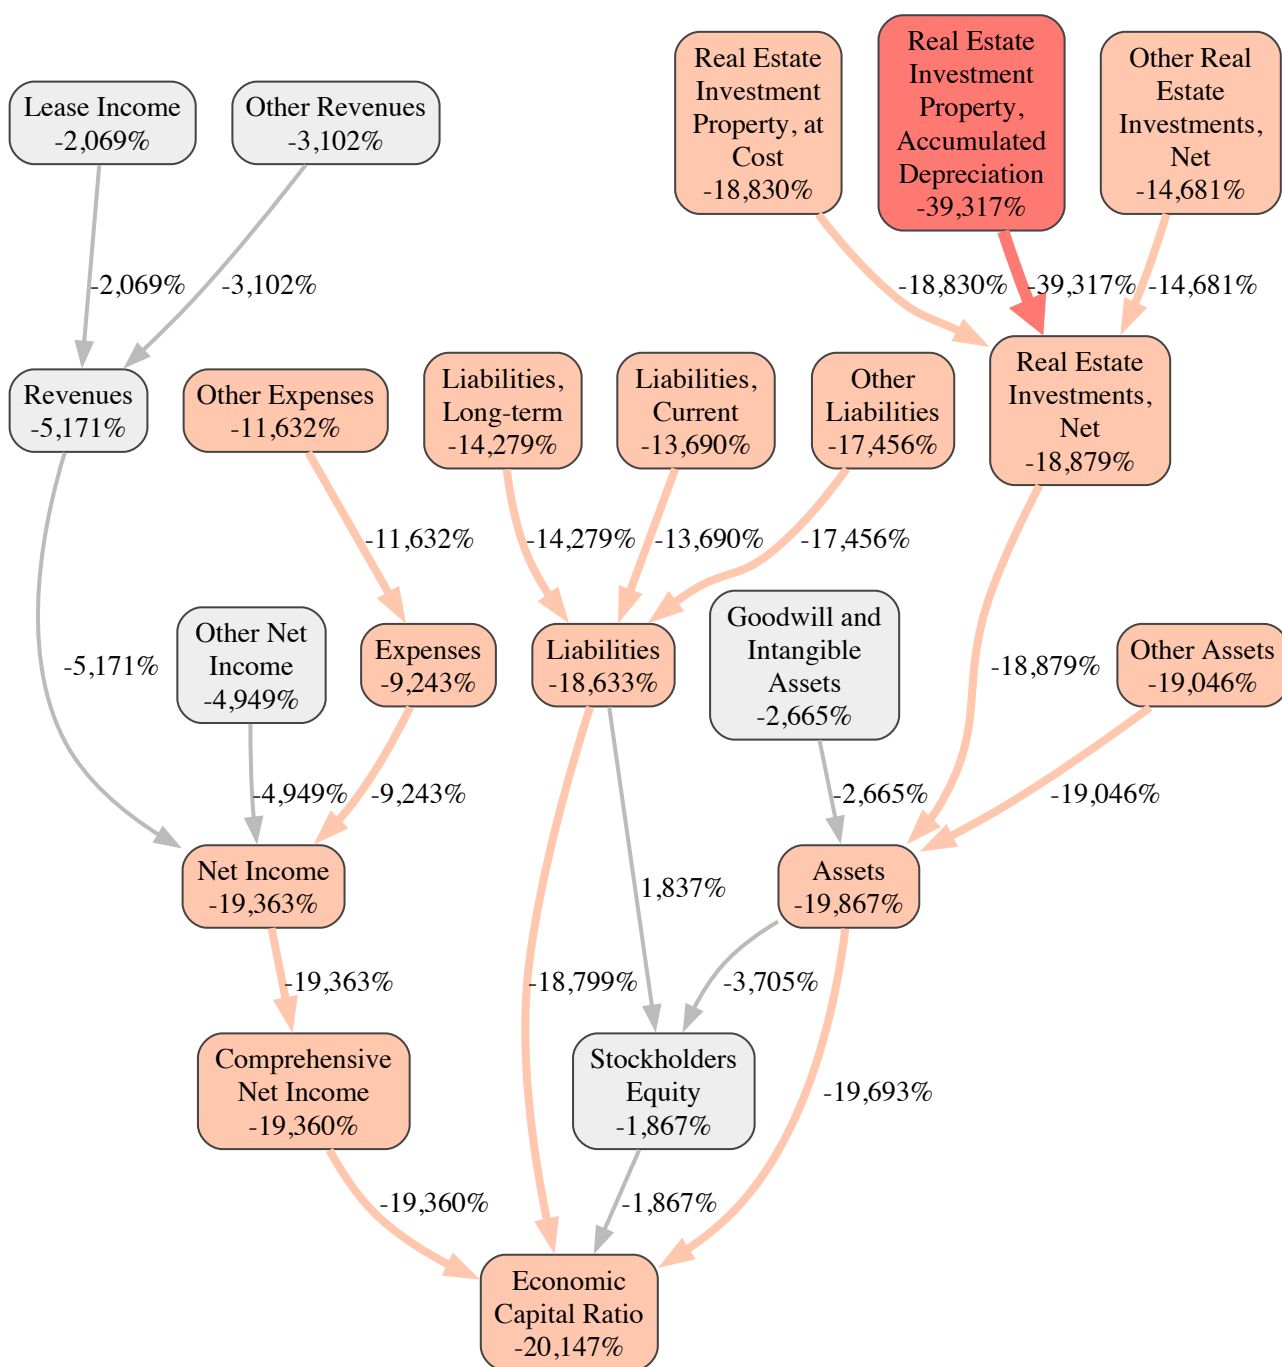 Real Estate
Investment
Property, at
Cost
-18,830%
Real Estate
Investment
Property,
Accumulated
Depreciation
-39,317%
Other Real
Estate
Investments,
Net
-14,681%
Lease Income
-2,069%
Other Revenues
-3,102%
-2,069%
-3,102%
-18,830%
-39,317%
-14,681%
Revenues
-5,171%
Other Expenses
-11,632%
Liabilities,
Long-term
-14,279%
Liabilities,
Current
-13,690%
Other
Liabilities
-17,456%
Real Estate
Investments,
Net
-18,879%
-11,632%
-14,279%
-13,690%
-17,456%
-5,171%
Other Net
Income
-4,949%
Expenses
-9,243%
Liabilities
-18,633%
Goodwill and
Intangible
Assets
-2,665%
-18,879%
Other Assets
-19,046%
-4,949%
-9,243%
-2,665%
-19,046%
Net Income
-19,363%
1,837%
Assets
-19,867%
-19,363%
-18,799%
-3,705%
Comprehensive
Net Income
-19,360%
Stockholders
Equity
-1,867%
-19,693%
-19,360%
-1,867%
Economic
Capital Ratio
-20,147%